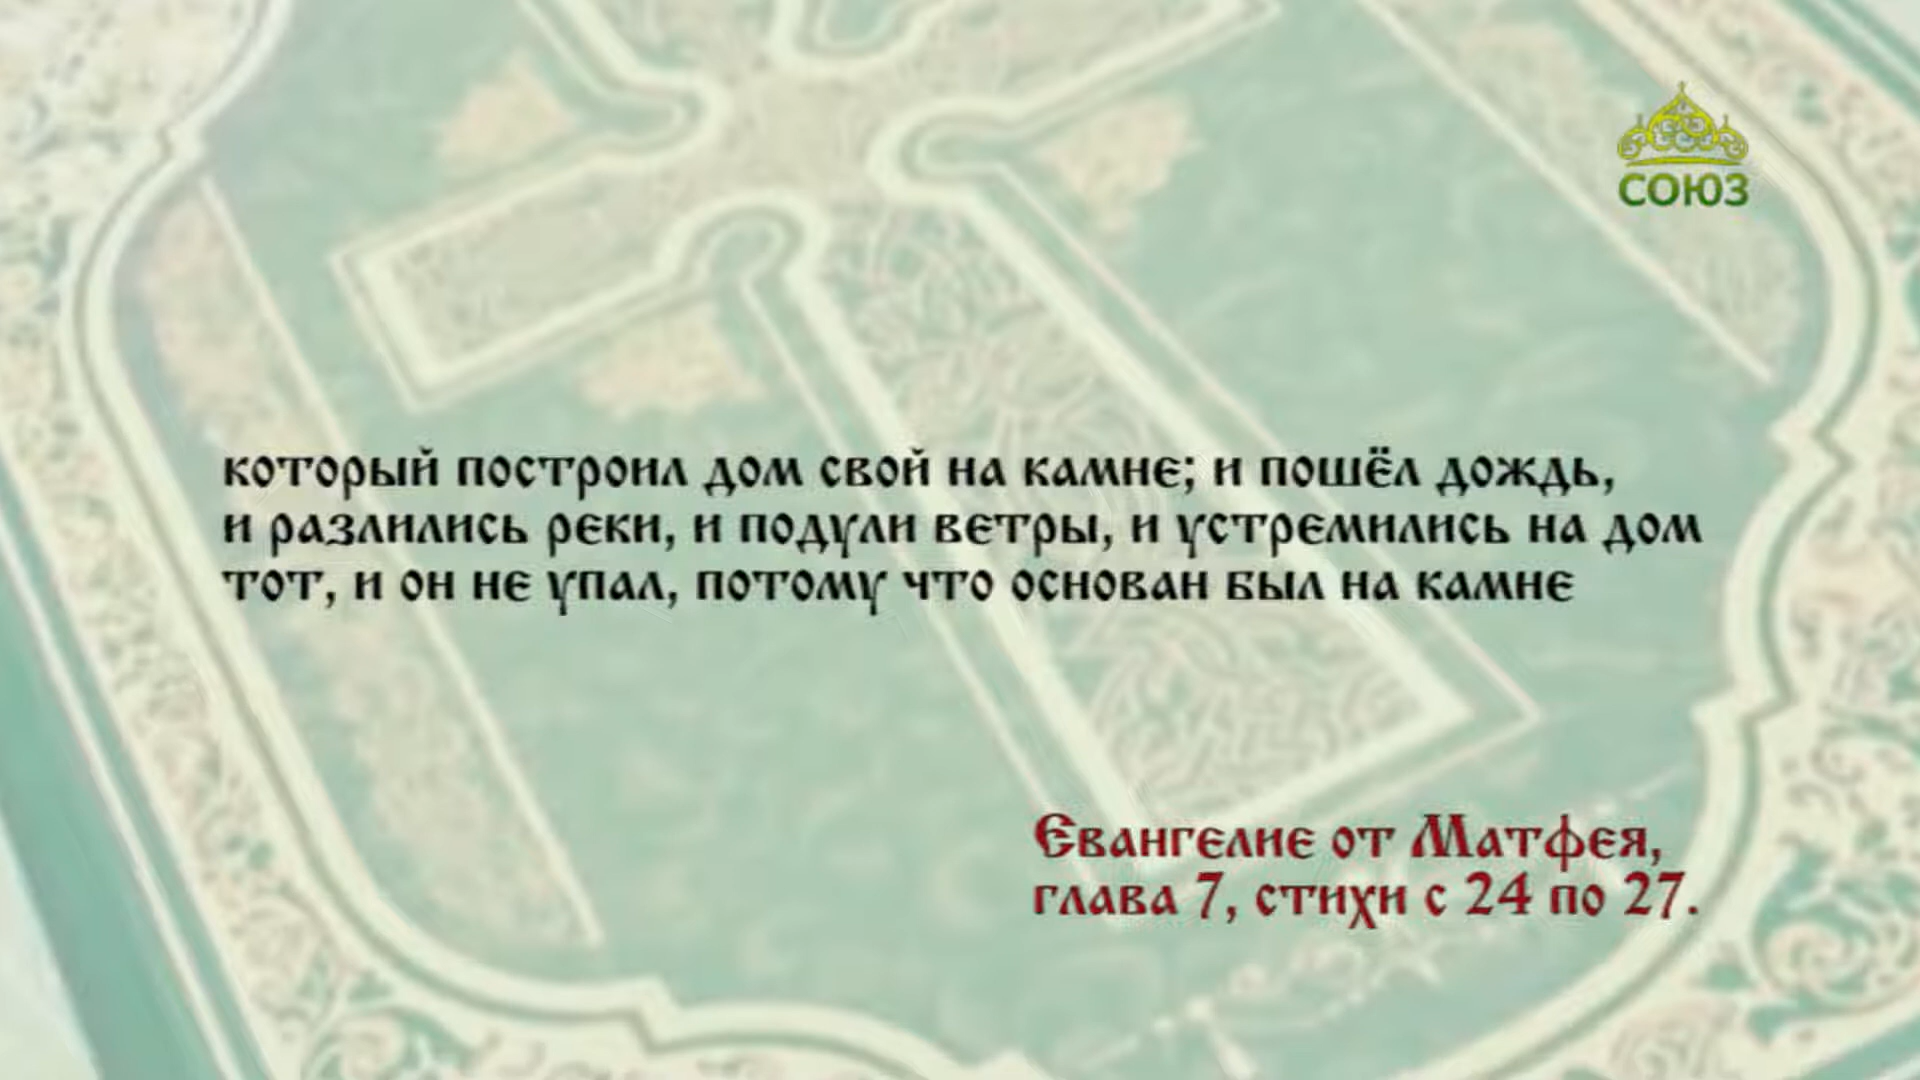 СОЮЗ
который построил дом свой на камне; и пошёл дождь,
и разлились реки, и подули ветры, и устремились на дом
тот, и он не упал, потому что основан был на камне
Евангелие от Матфея,
глава 7, стихи с 24 по 27.